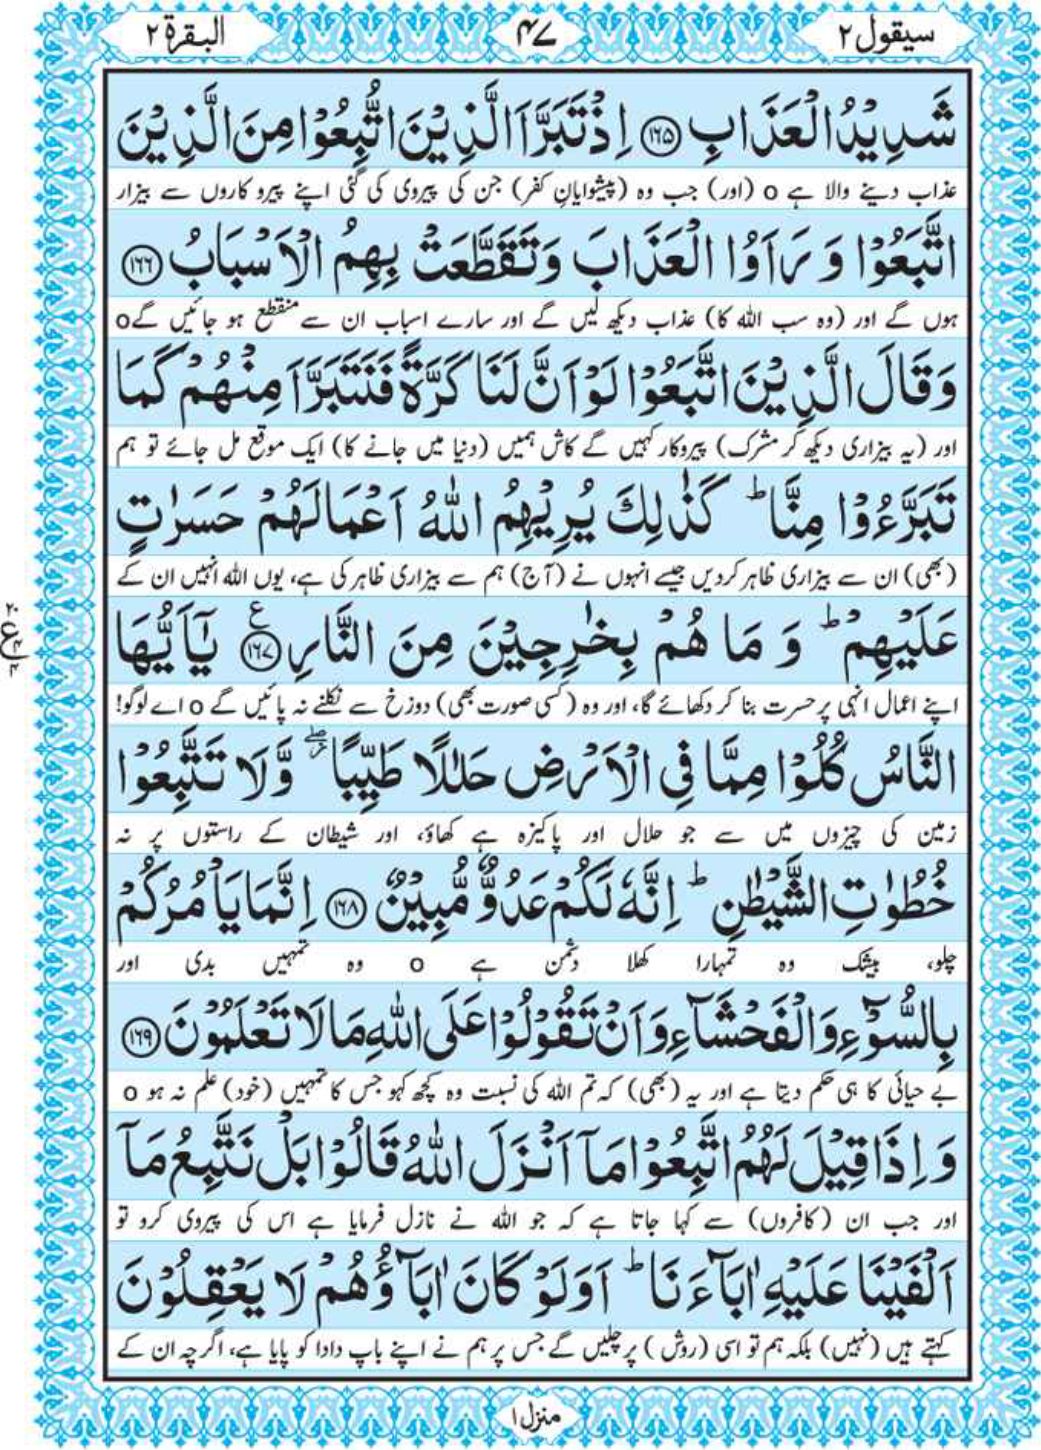 سیقول ٢
۴۷
البقرة ٢
شَدِيْدُ الْعَذَابِ ﴿۱۶۵﴾ اِذْ تَبَرَّاَ الَّذِيْنَ اتُّبِعُوْا مِنَ الَّذِيْنَ
عذاب دینے والا ہے o (اور) جب وہ (پیشوایانِ کفر) جن کی پیروی کی گئی اپنے پیرو کاروں سے بیزار
اتَّبَعُوْا وَ رَاَوُا الْعَذَابَ وَتَقَطَّعَتْ بِهِمُ الْاَسْبَابُ ﴿۱۶۶﴾
ہوں گے اور (وہ سب اللہ کا) عذاب دیکھ لیں گے اور سارے اسباب ان سے منقطع ہو جائیں گے o
وَقَالَ الَّذِيْنَ اتَّبَعُوْا لَوْ اَنَّ لَنَا كَرَّةً فَنَتَبَرَّاَ مِنْهُمْ كَمَا
اور (یہ بیزاری دیکھ کر مشرک) پیروکار کہیں گے کاش ہمیں (دنیا میں جانے کا) ایک موقع مل جائے تو ہم
تَبَرَّءُوْا مِنَّا ؕ كَذٰلِكَ يُرِيْهِمُ اللّٰهُ اَعْمَالَهُمْ حَسَرٰتٍ
(بھی) ان سے بیزاری ظاہر کردیں جیسے انہوں نے (آج) ہم سے بیزاری ظاہر کی ہے، یوں اللہ انہیں ان کے
عَلَيْهِمْ ؕ وَ مَا هُمْ بِخٰرِجِيْنَ مِنَ النَّارِ ﴿۱۶۷﴾ ع يٰۤاَيُّهَا
۲۰
ع
۴
۴
اپنے اعمال انہی پر حسرت بنا کر دکھائے گا، اور وہ (کسی صورت بھی) دوزخ سے نکلنے نہ پائیں گے o اے لوگو!
النَّاسُ كُلُوْا مِمَّا فِي الْاَرْضِ حَلٰلًا طَيِّبًا ۖ وَّلَا تَتَّبِعُوْا
زمین کی چیزوں میں سے جو حلال اور پاکیزہ ہے کھاؤ، اور شیطان کے راستوں پر نہ
خُطُوٰتِ الشَّيْطٰنِ ؕ اِنَّهٗ لَكُمْ عَدُوٌّ مُّبِيْنٌ ﴿۱۶۸﴾ اِنَّمَا يَاْمُرُكُمْ
چلو، بیشک وہ تمہارا کھلا دشمن ہے o وہ تمہیں بدی اور
بِالسُّوْٓءِ وَالْفَحْشَآءِ وَاَنْ تَقُوْلُوْا عَلَى اللّٰهِ مَا لَا تَعْلَمُوْنَ ﴿۱۶۹﴾
بے حیائی کا ہی حکم دیتا ہے اور یہ (بھی) کہ تم اللہ کی نسبت وہ کچھ کہو جس کا تمہیں (خود) علم نہ ہو o
وَ اِذَا قِيْلَ لَهُمُ اتَّبِعُوْا مَاۤ اَنْزَلَ اللّٰهُ قَالُوْا بَلْ نَتَّبِعُ مَاۤ
اور جب ان (کافروں) سے کہا جاتا ہے کہ جو اللہ نے نازل فرمایا ہے اس کی پیروی کرو تو
اَلْفَيْنَا عَلَيْهِ اٰبَآءَنَا ؕ اَوَلَوْ كَانَ اٰبَآؤُهُمْ لَا يَعْقِلُوْنَ
کہتے ہیں (نہیں) بلکہ ہم تو اسی (روش) پر چلیں گے جس پر ہم نے اپنے باپ دادا کو پایا ہے، اگرچہ ان کے
منزل ۱